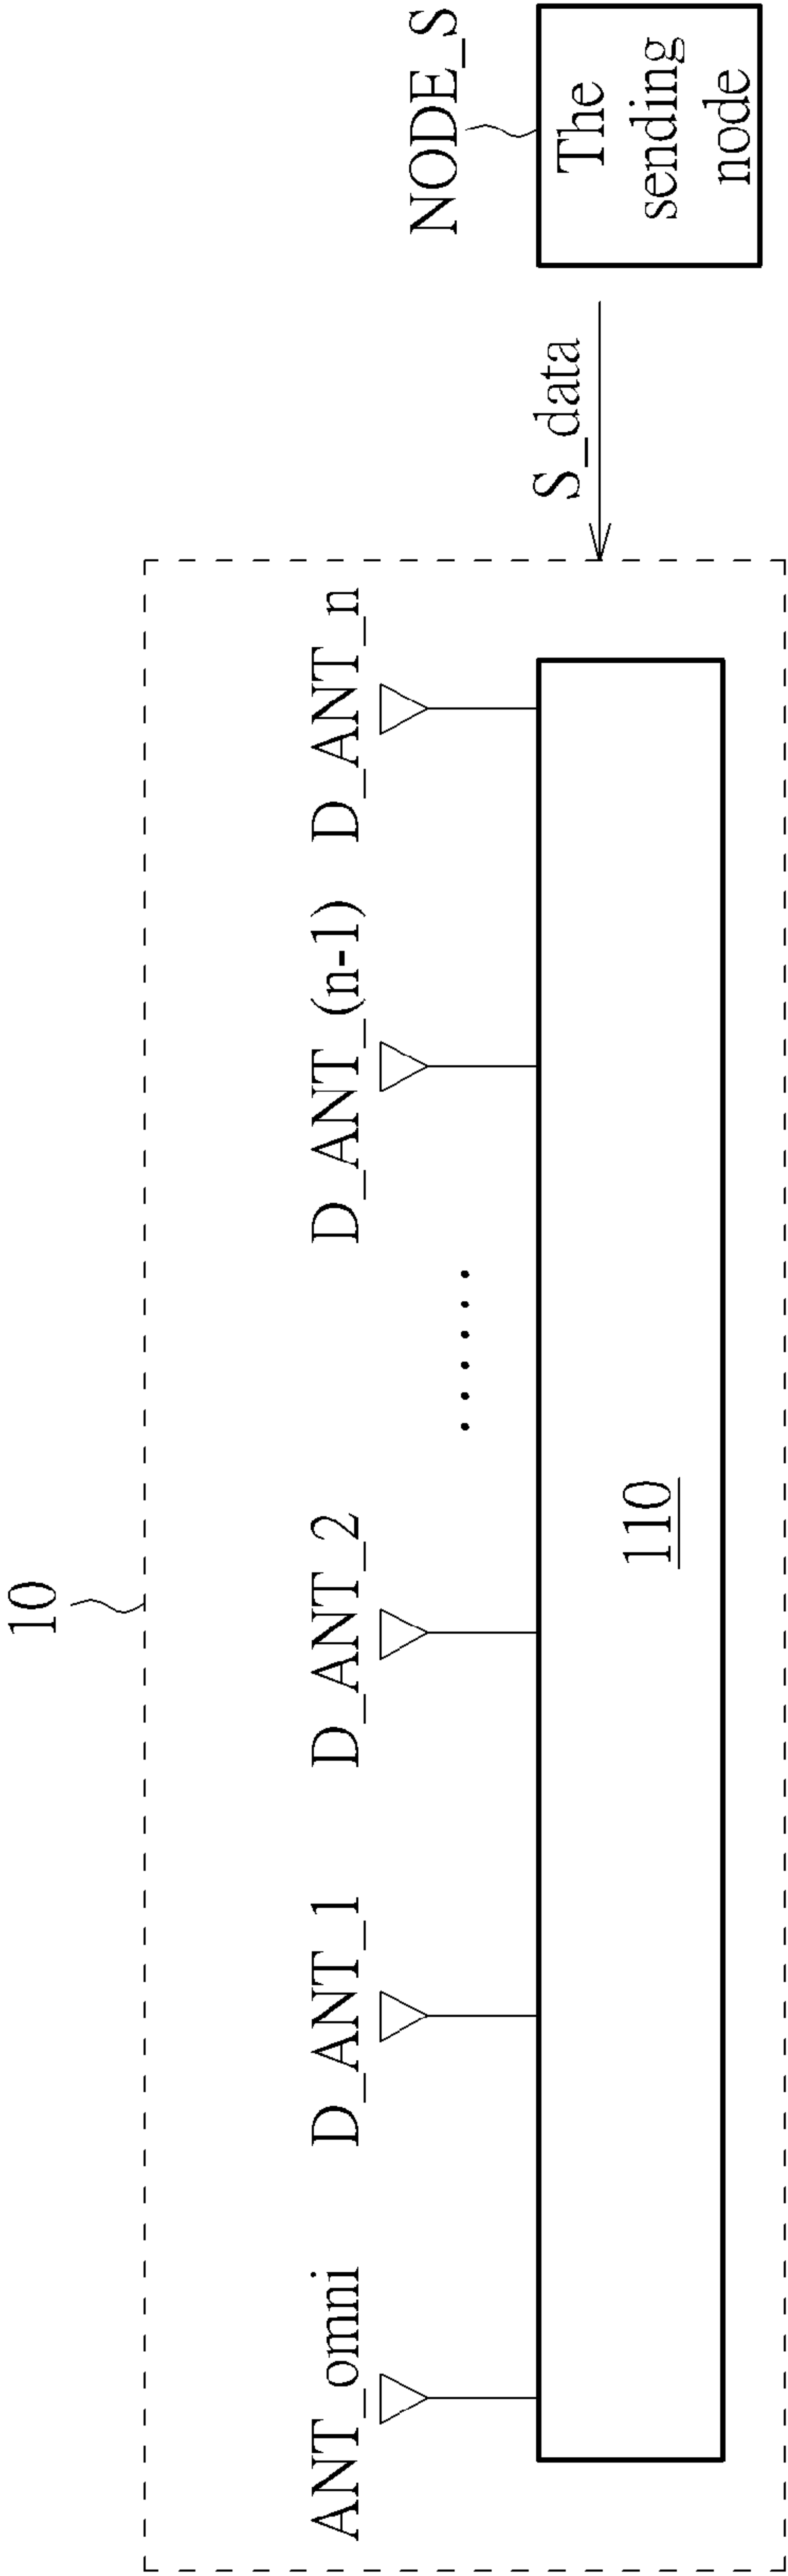 10
ANT_omni
D_ANT_1
D_ANT_2
......
D_ANT_(n-1)
D_ANT_n
110
S_data
NODE_S
The
sending
node